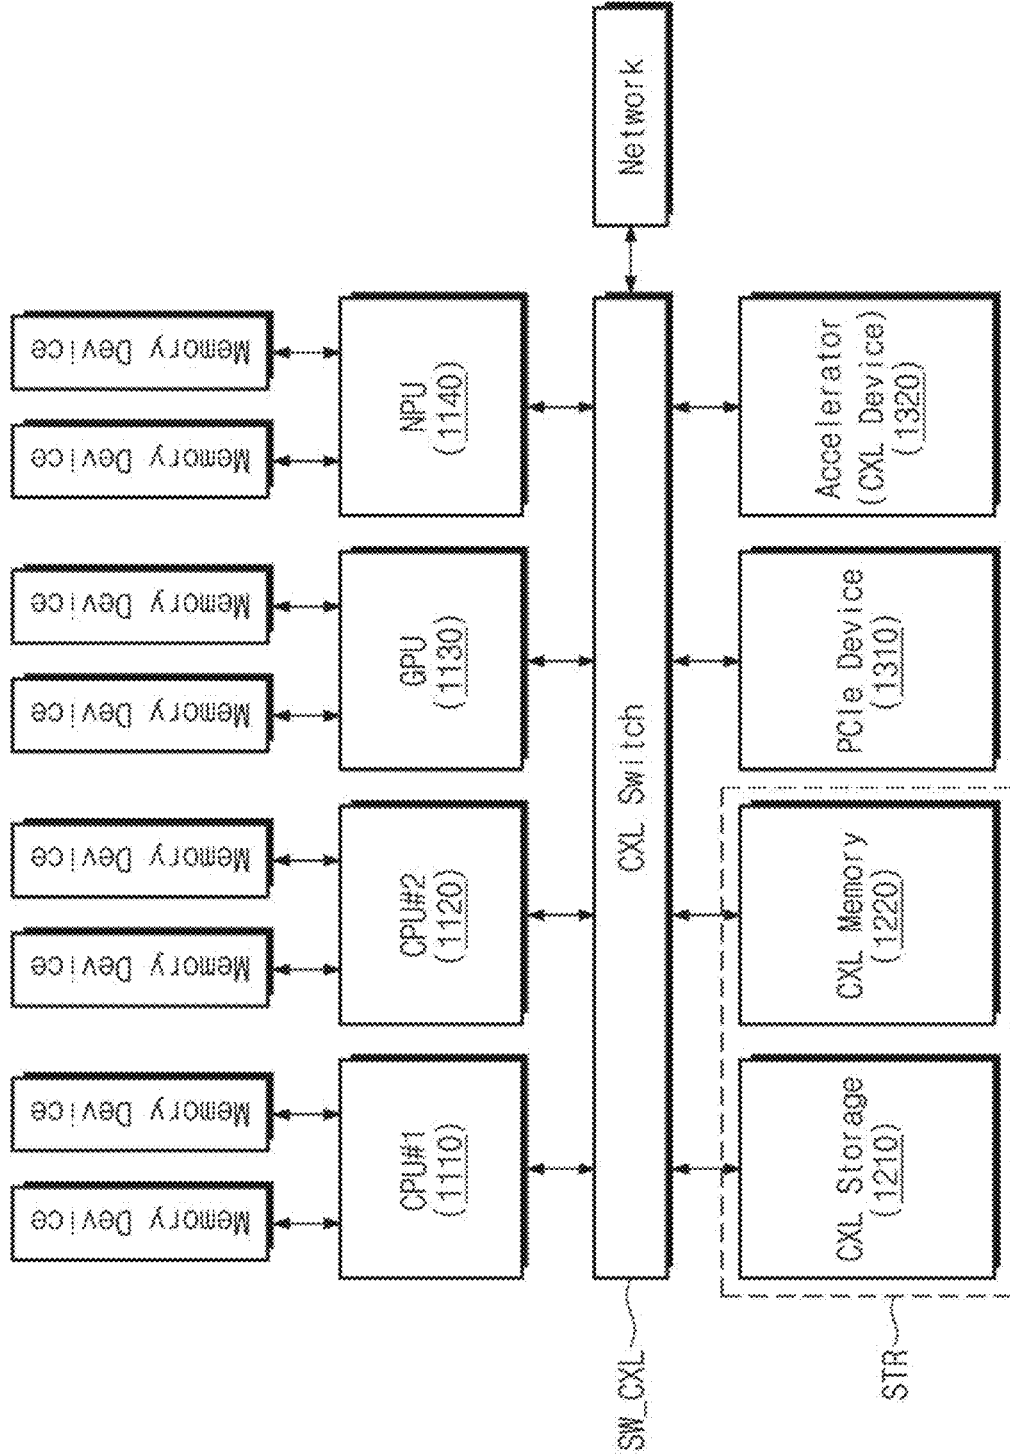 Memory Device
Memory Device
Memory Device
Memory Device
Memory Device
Memory Device
Memory Device
Memory Device
CPU#1
(1110)
CPU#2
(1120)
GPU
(1130)
NPU
(1140)
SW_CXL
CXL Switch
Network
STR
CXL Storage
(1210)
CXL Memory
(1220)
PCIe Device
(1310)
Accelerator
(CXL Device)
(1320)